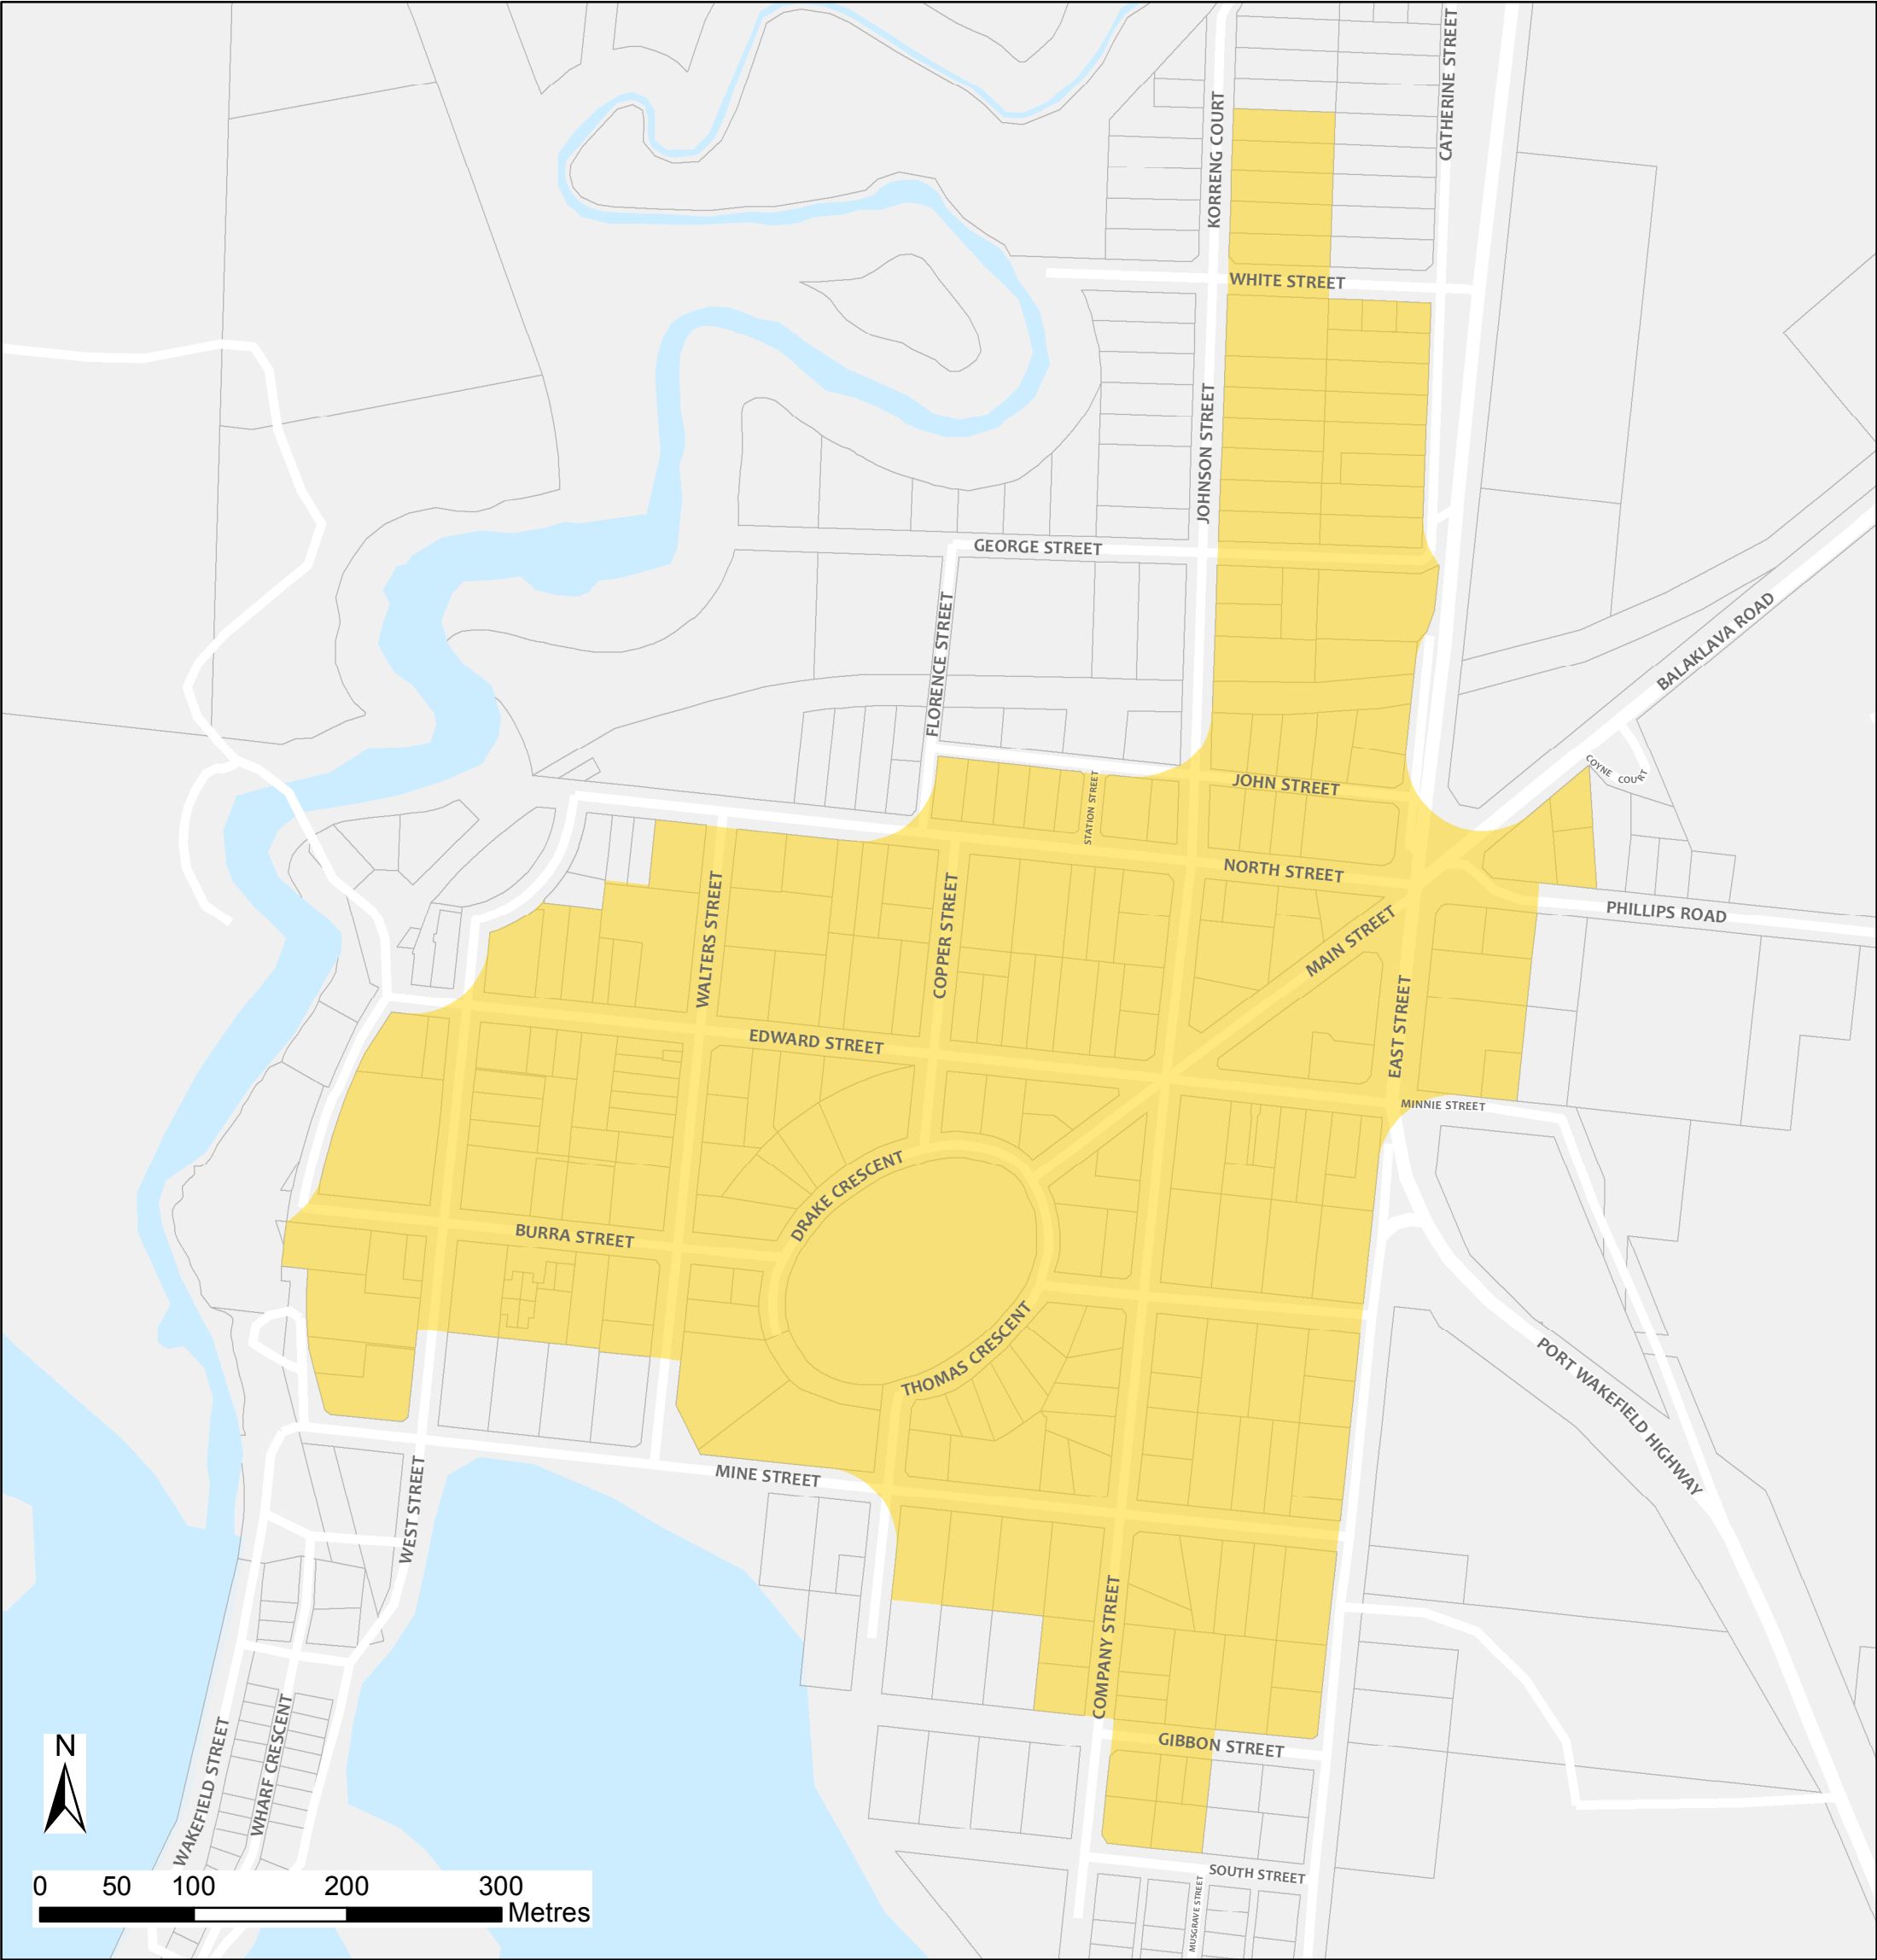 CATHERINE STREET
KORRENG COURT
WHITE STREET
JOHNSON STREET
GEORGE STREET
FLORENCE STREET
BALAKLAVA ROAD
COYNE COURT
JOHN STREET
STATION STREET
NORTH STREET
PHILLIPS ROAD
MAIN STREET
WALTERS STREET
COPPER STREET
EDWARD STREET
EAST STREET
MINNIE STREET
DRAKE CRESCENT
BURRA STREET
THOMAS CRESCENT
PORT WAKEFIELD HIGHWAY
MINE STREET
WEST STREET
COMPANY STREET
GIBBON STREET
WAKEFIELD STREET
WHARF CRESCENT
SOUTH STREET
MUSGRAVE STREET
N
0 50 100 200 300
Metres